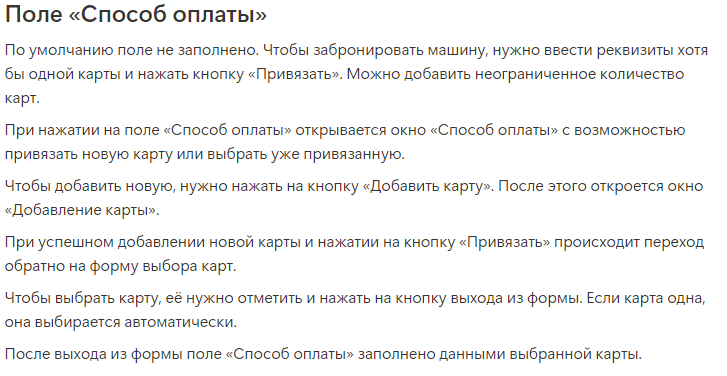 Поле «Способ оплаты»
По умолчанию поле не заполнено. Чтобы забронировать машину, нужно ввести реквизиты хотя
бы одной карты и нажать кнопку «Привязать». Можно добавить неограниченное количество
карт.
При нажатии на поле «Способ оплаты» открывается окно «Способ оплаты» с возможностью
привязать новую карту или выбрать уже привязанную.
Чтобы добавить новую, нужно нажать на кнопку «Добавить карту». После этого откроется окно
«Добавление карты».
При успешном добавлении новой карты и нажатии на кнопку «Привязать» происходит переход
обратно на форму выбора карт.
Чтобы выбрать карту, её нужно отметить и нажать на кнопку выхода из формы. Если карта одна,
она выбирается автоматически.
После выхода из формы поле «Способ оплаты» заполнено данными выбранной карты.